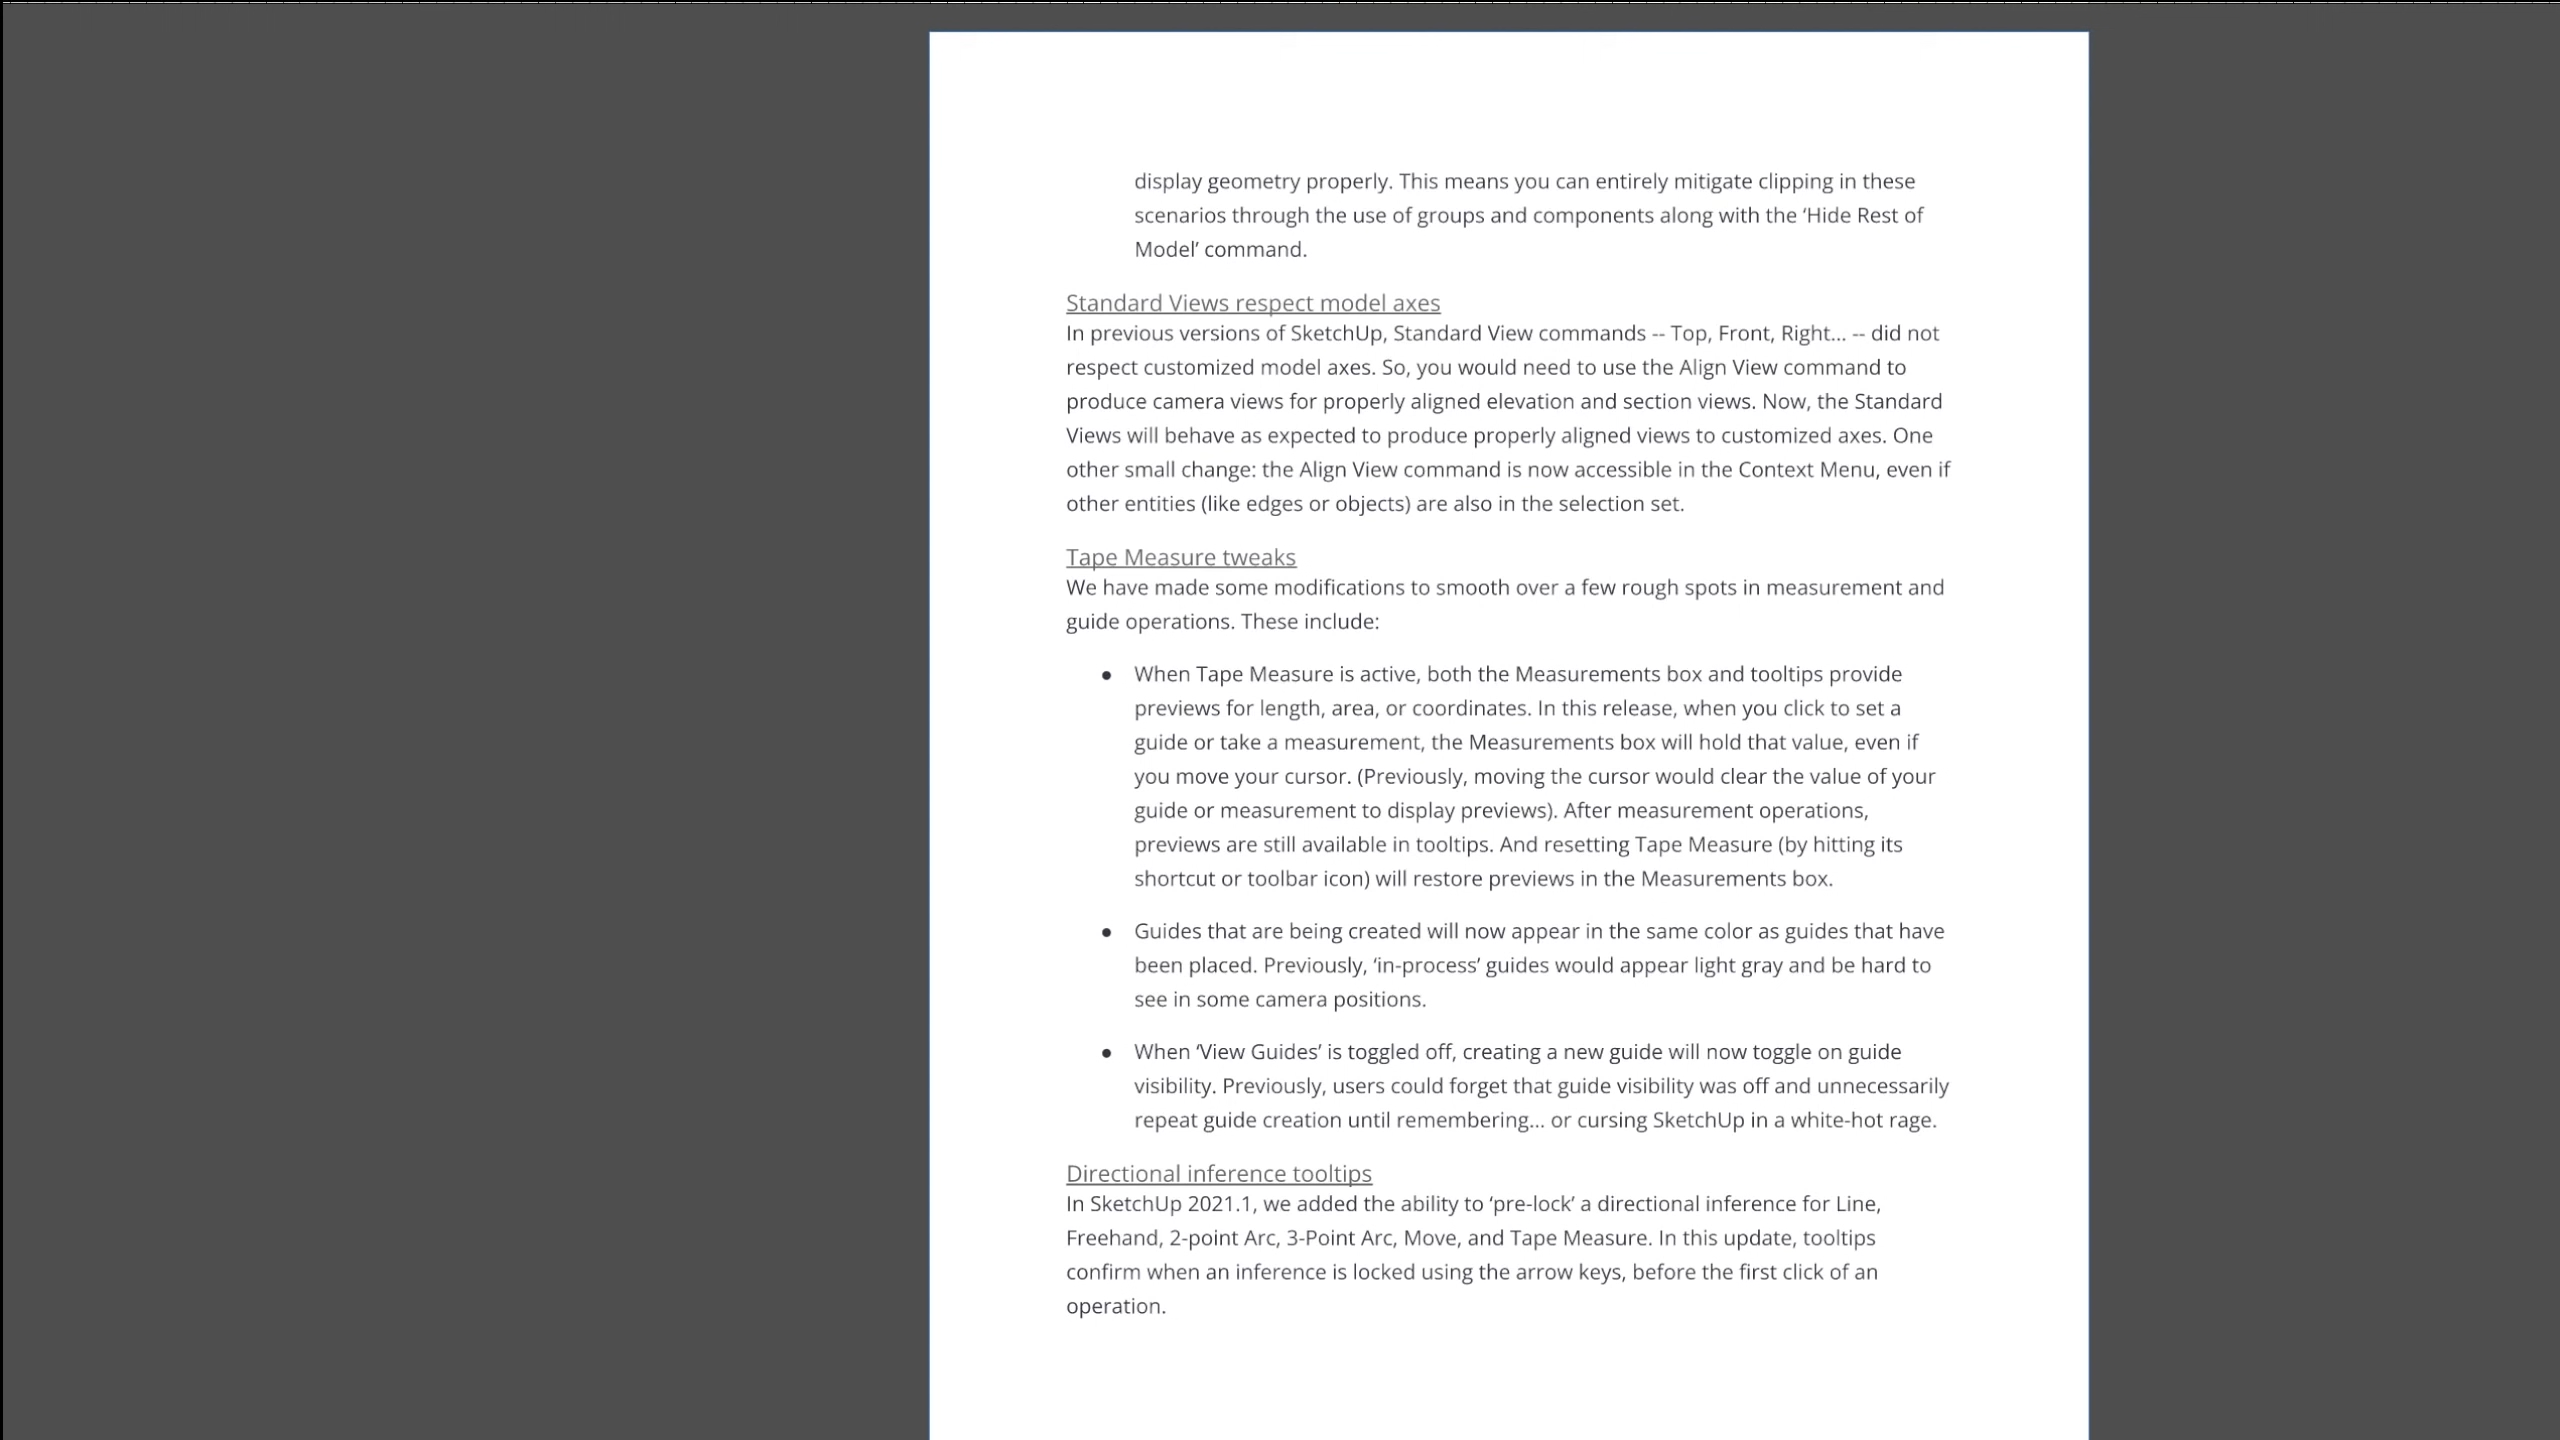 display geometry properly. This means you can entirely mitigate clipping in these
scenarios through the use of groups and components along with the ‘Hide Rest of
Model’ command.
Standard Views respect model axes
In previous versions of SketchUp, Standard View commands -- Top, Front, Right... -- did not
respect customized model axes. So, you would need to use the Align View command to
produce camera views for properly aligned elevation and section views. Now, the Standard
Views will behave as expected to produce properly aligned views to customized axes. One
other small change: the Align View command is now accessible in the Context Menu, even if
other entities (like edges or objects) are also in the selection set.
Tape Measure tweaks
We have made some modifications to smooth over a few rough spots in measurement and
guide operations. These include:
● When Tape Measure is active, both the Measurements box and tooltips provide
previews for length, area, or coordinates. In this release, when you click to set a
guide or take a measurement, the Measurements box will hold that value, even if
you move your cursor. (Previously, moving the cursor would clear the value of your
guide or measurement to display previews). After measurement operations,
previews are still available in tooltips. And resetting Tape Measure (by hitting its
shortcut or toolbar icon) will restore previews in the Measurements box.
● Guides that are being created will now appear in the same color as guides that have
been placed. Previously, ‘in-process’ guides would appear light gray and be hard to
see in some camera positions.
● When ‘View Guides’ is toggled off, creating a new guide will now toggle on guide
visibility. Previously, users could forget that guide visibility was off and unnecessarily
repeat guide creation until remembering... or cursing SketchUp in a white-hot rage.
Directional inference tooltips
In SketchUp 2021.1, we added the ability to ‘pre-lock’ a directional inference for Line,
Freehand, 2-point Arc, 3-Point Arc, Move, and Tape Measure. In this update, tooltips
confirm when an inference is locked using the arrow keys, before the first click of an
operation.